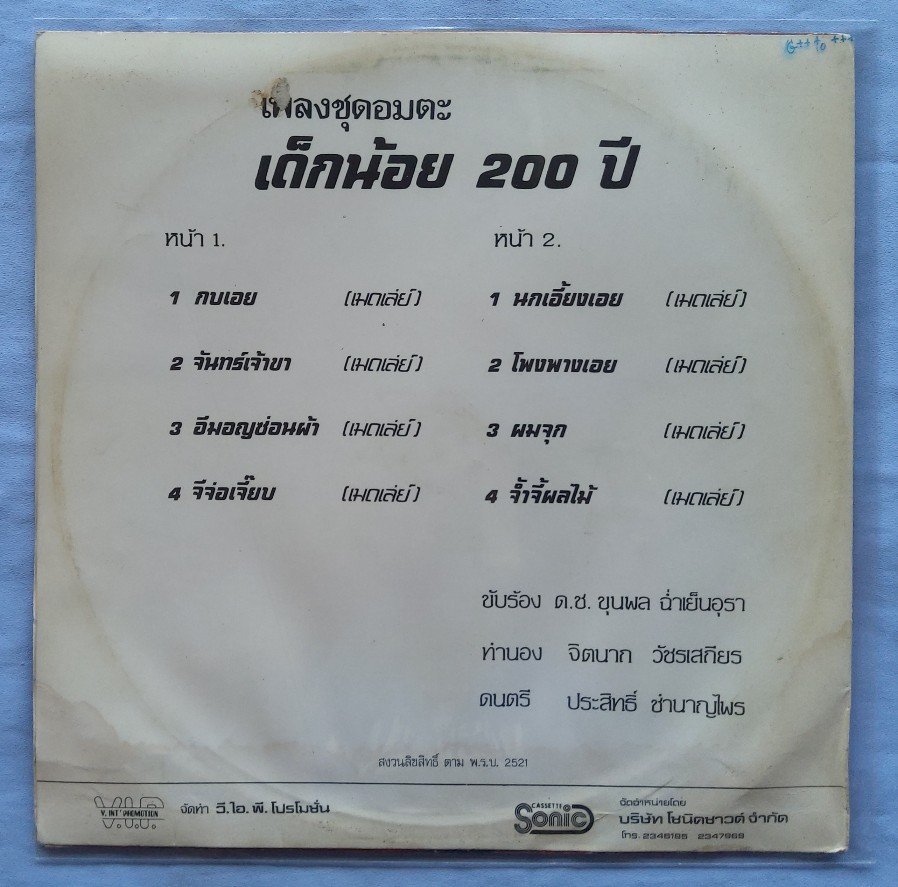 G++ to +++
เพลงชุดอมตะ
เด็กน้อย 200 ปี
หน้า 1.
1 กบเอย (เมดเล่ย์)
2 จันทร์เจ้าขา (เมดเล่ย์)
3 อีมอญซ่อนผ้า (เมดเล่ย์)
4 จีจ่อเจี๊ยบ (เมดเล่ย์)
หน้า 2.
1 นกเอี้ยงเอย (เมดเล่ย์)
2 โพงพางเอย (เมดเล่ย์)
3 ผมจุก (เมดเล่ย์)
4 จ้ำจี้ผลไม้ (เมดเล่ย์)
ขับร้อง ด.ช. ขุนพล ฉ่ำเย็นอุรา
ทำนอง จิตนาถ วัชรเสถียร
ดนตรี ประสิทธิ์ ชำนาญไพร
สงวนลิขสิทธิ์ ตาม พ.ร.บ. 2521
V. INT' PROMOTION
V.I.P.
จัดทำ วี.ไอ.พี.โปรโมชั่น
CASSETTE
Sonic
จัดจำหน่ายโดย
บริษัท โซนิคซาวด์ จำกัด
โทร. 2348186 2347969